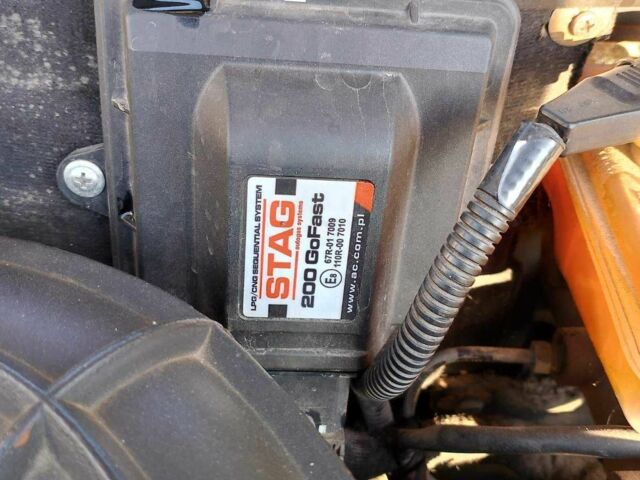 LPG/CNG SEQUENTIAL SYSTEM
STAG
autogas systems
200 GoFast
E8
67R-01 7009
110R-00 7010
www.ac.com.pl